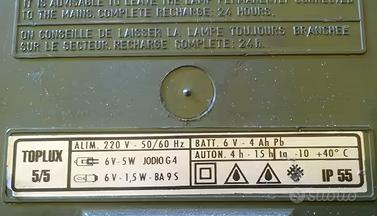 IT IS ADVISABLE TO LEAVE THE LAMP PERMANENTLY CONNECTED
TO THE MAINS. COMPLETE RECHARGE: 24 HOURS.
ON CONSEILLE DE LAISSER LA LAMPE TOUJOURS BRANCHEE
SUR LE SECTEUR. RECHARGE COMPLETE: 24 h.
TOPLUX
5/5
ALIM. 220 V - 50/60 Hz
6V-5W JODIO G4
6V-1,5W-BA9S
BATT. 6 V - 4 Ah Pb
AUTON. 4 h - 15 h ta -10 +40°C
F F
IP 55
subito